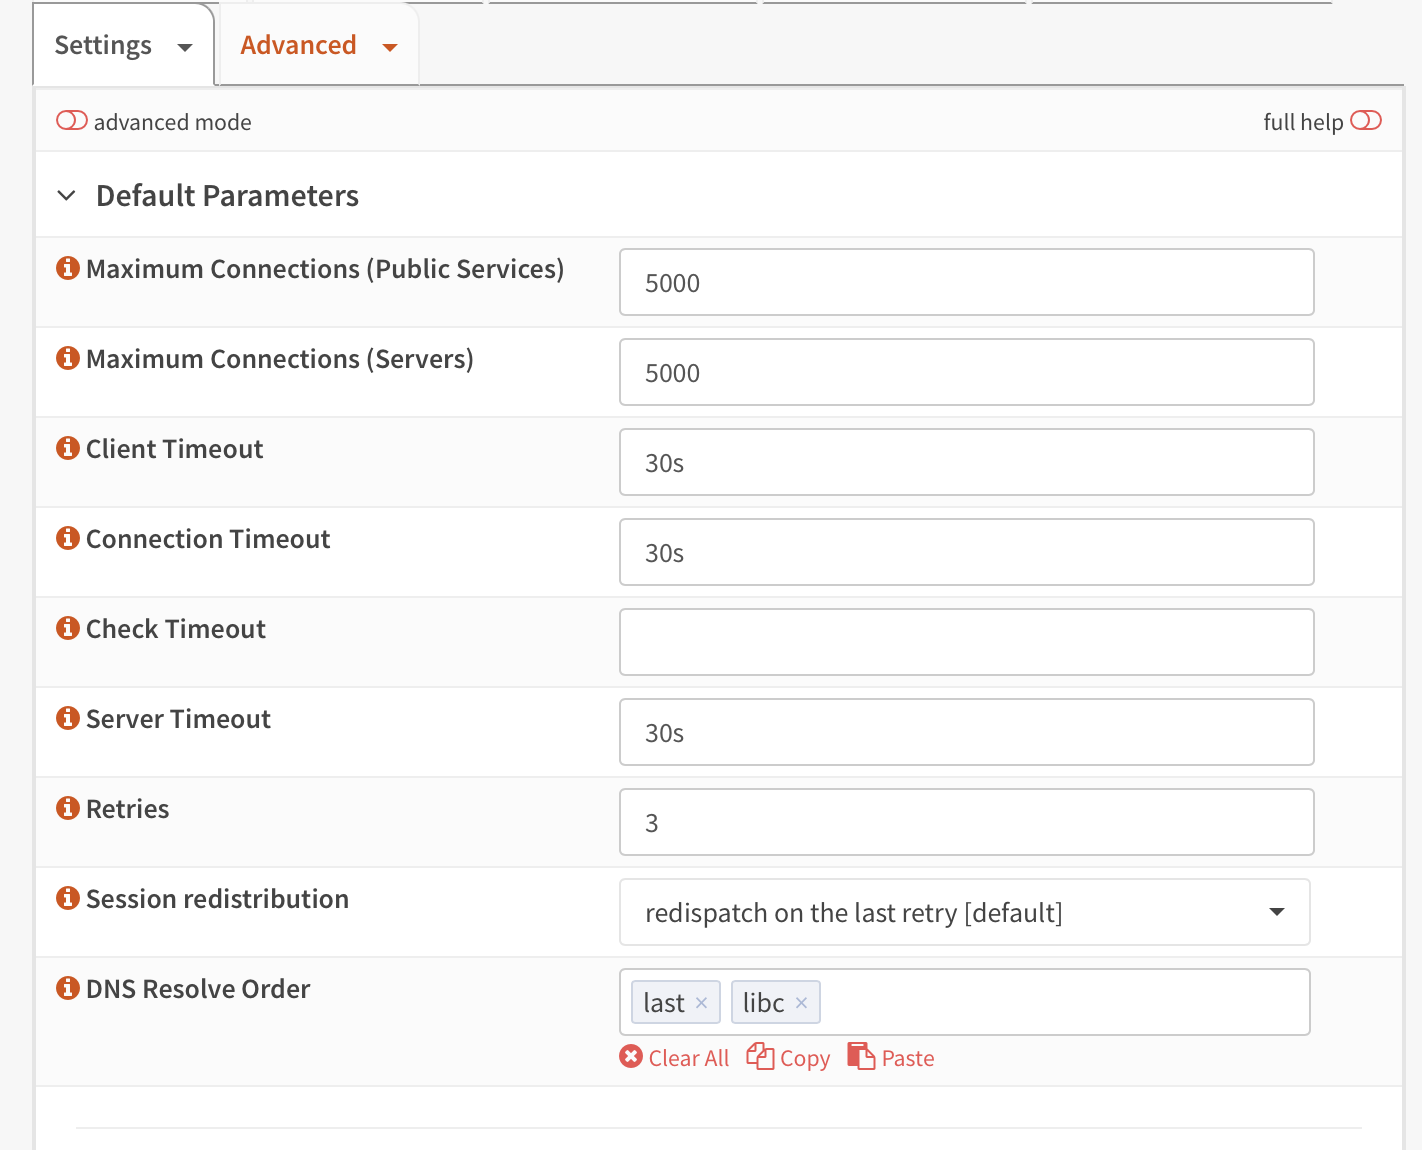 Settings
Advanced
advanced mode
full help
Default Parameters
Maximum Connections (Public Services)
5000
Maximum Connections (Servers)
5000
Client Timeout
30s
Connection Timeout
30s
Check Timeout
Server Timeout
30s
Retries
3
Session redistribution
redispatch on the last retry [default]
DNS Resolve Order
last ×
libc ×
Clear All
Copy
Paste